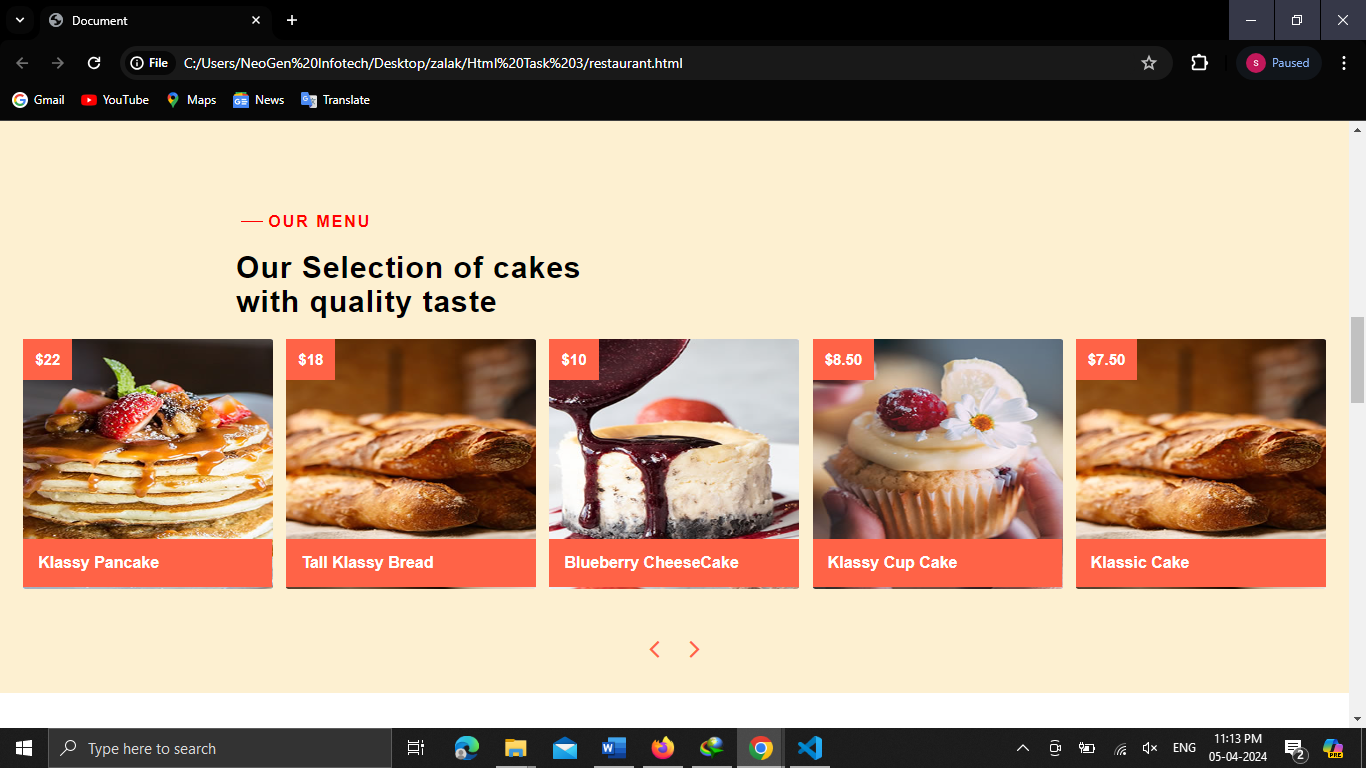 Document
File
C:/Users/NeoGen%20Infotech/Desktop/zalak/Html%20Task%203/restaurant.html
S
Paused
Gmail
YouTube
Maps
News
Translate
OUR MENU
Our Selection of cakes
with quality taste
$22
$18
$10
$8.50
$7.50
Klassy Pancake
Tall Klassy Bread
Blueberry CheeseCake
Klassy Cup Cake
Klassic Cake
Type here to search
W
ENG
11:13 PM
05-04-2024
2
PRE